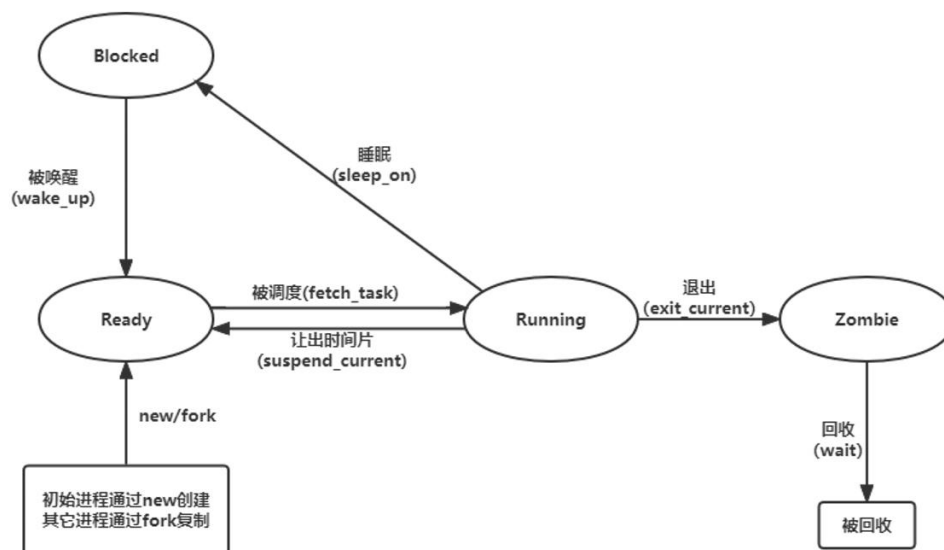 Blocked
睡眠
(sleep_on)
被唤醒
(wake_up)
Ready
被调度(fetch_task)
让出时间片
(suspend_current)
Running
退出
(exit_current)
Zombie
new/fork
回收
(wait)
初始进程通过new创建
其它进程通过fork复制
被回收